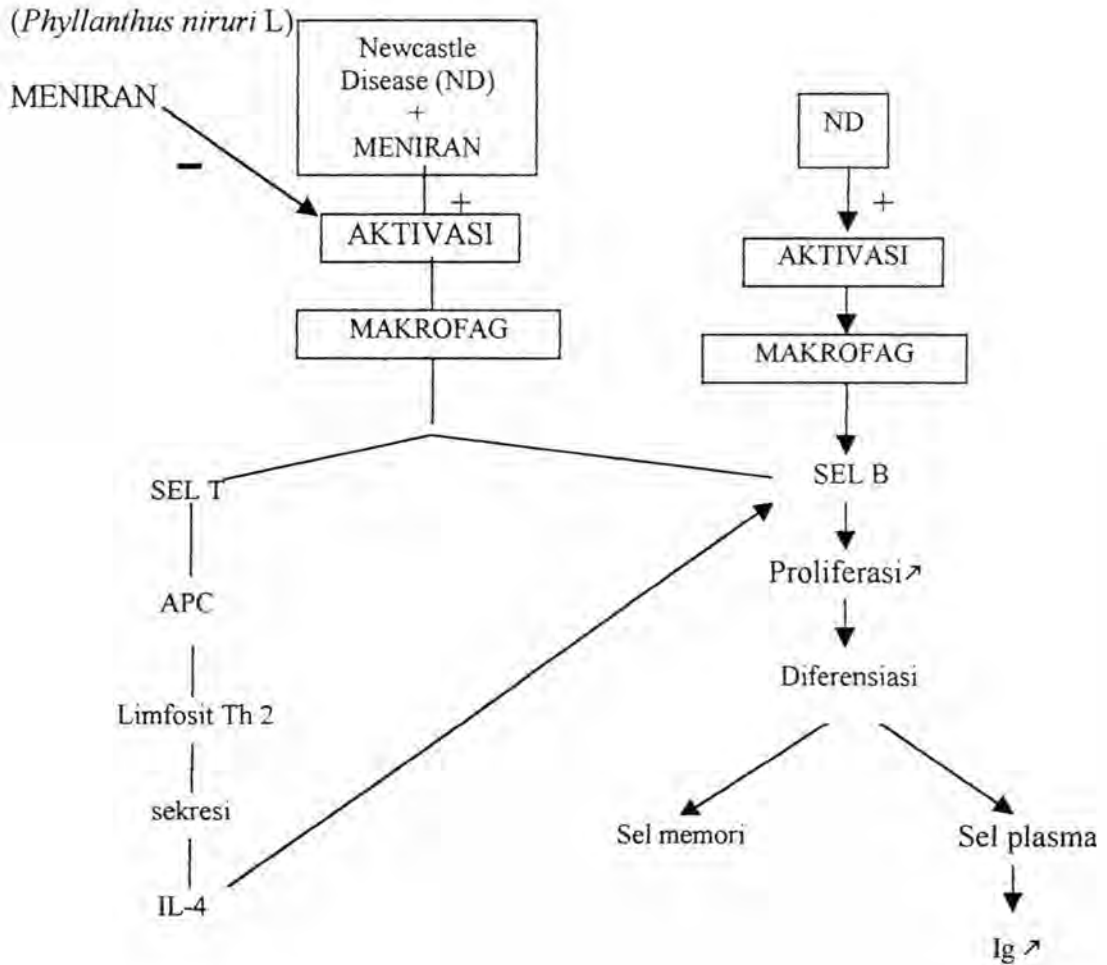 (Phyllanthus niruri L)
MENIRAN
−
Newcastle
Disease (ND)
+
MENIRAN
+
AKTIVASI
MAKROFAG
SEL T
APC
Limfosit Th 2
sekresi
IL-4
ND
+
AKTIVASI
MAKROFAG
SEL B
Proliferasi↗
Diferensiasi
Sel memori
Sel plasma
Ig ↗